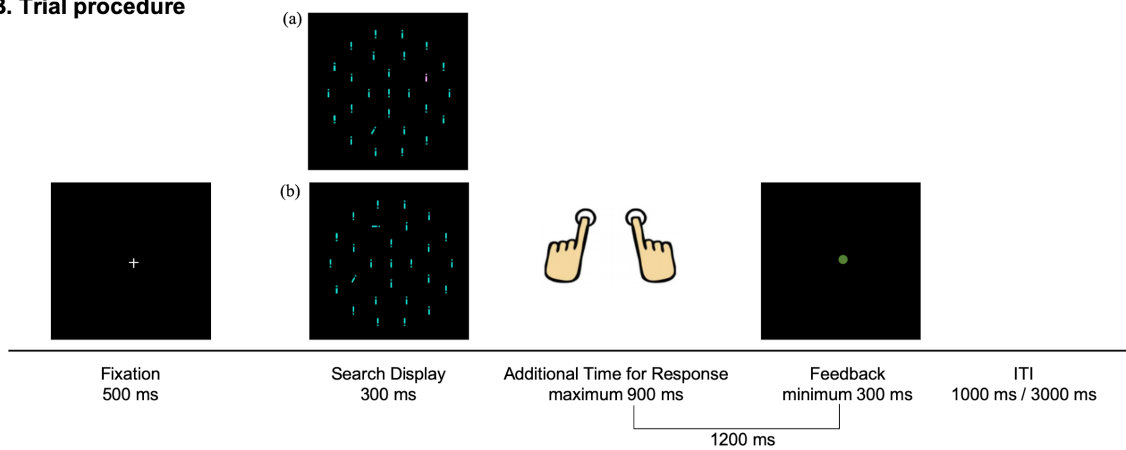 B. Trial procedure
(a)
(b)
Fixation
500 ms
Search Display
300 ms
Additional Time for Response
maximum 900 ms
Feedback
minimum 300 ms
ITI
1000 ms / 3000 ms
1200 ms